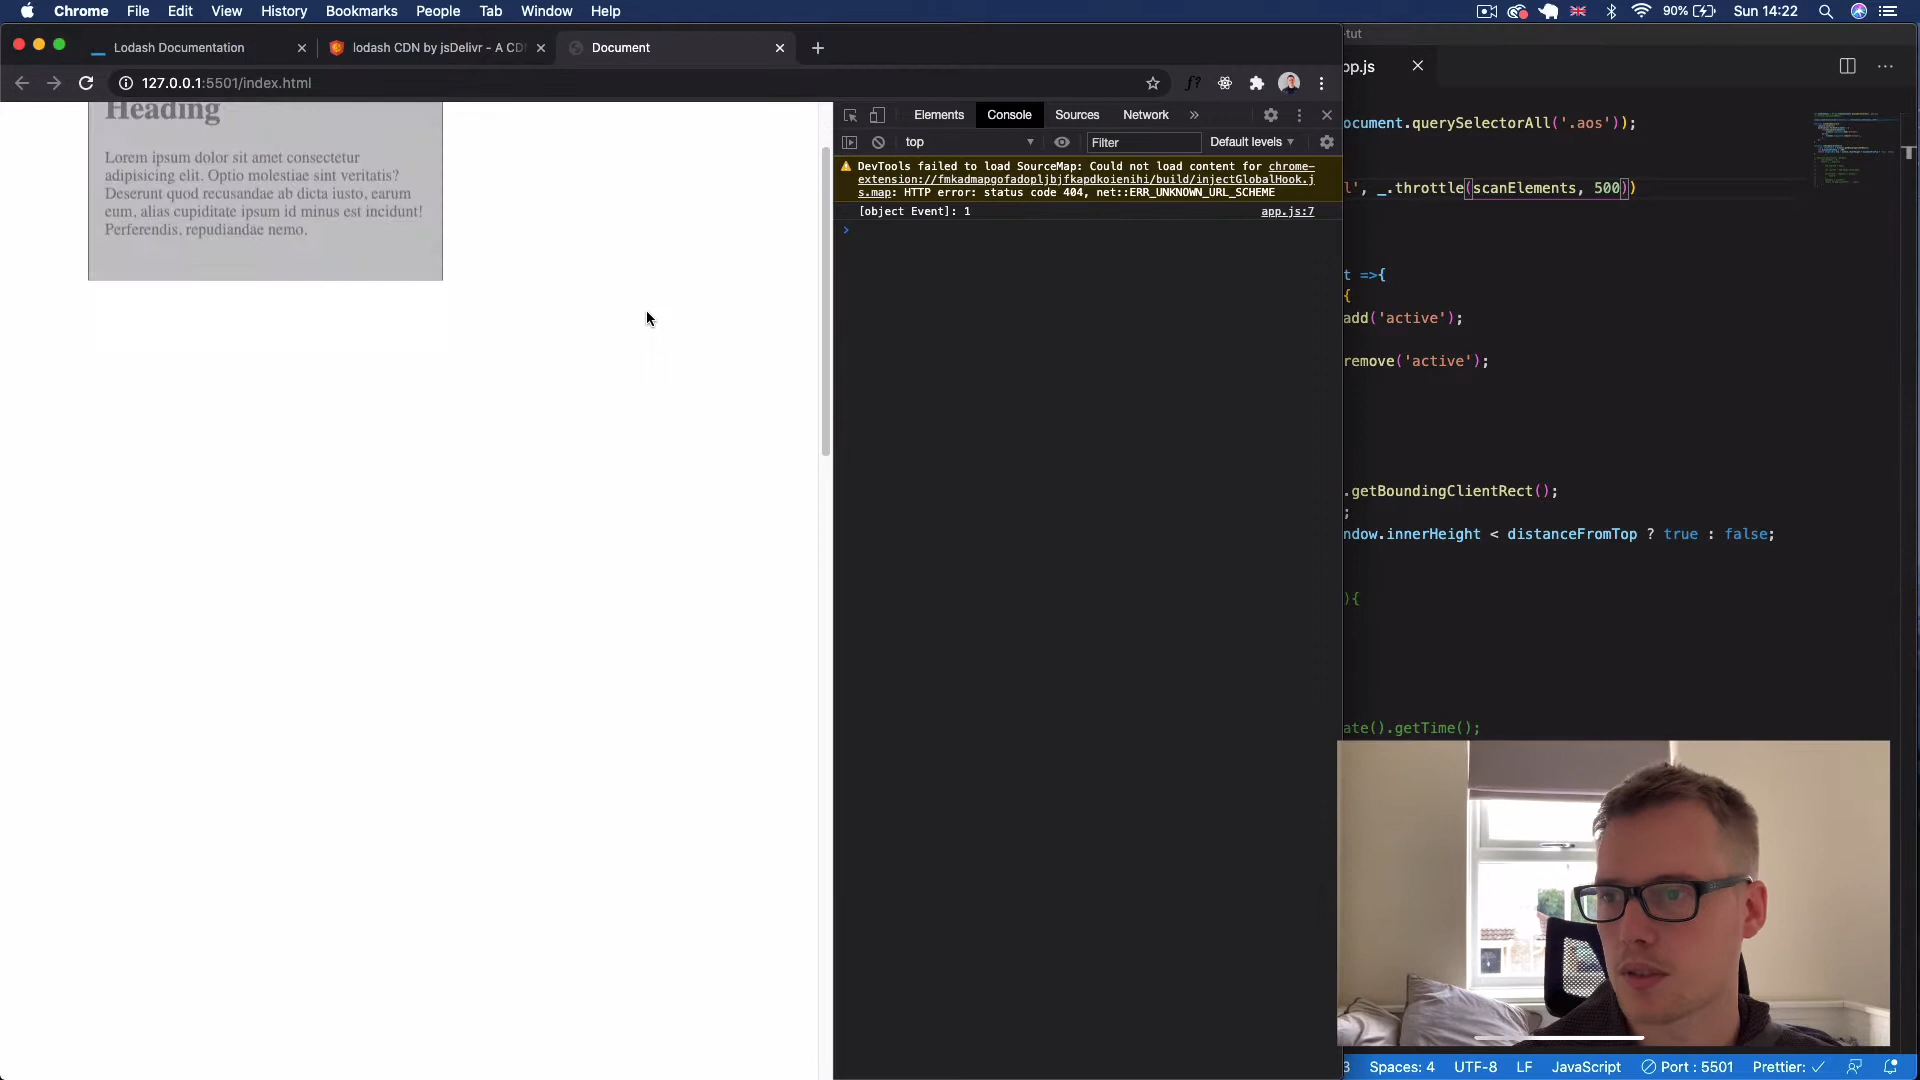 Chrome File Edit View History Bookmarks People Tab Window Help
90% Sun 14:22
Lodash Documentation
lodash CDN by jsDelivr - A CD
Document
127.0.0.1:5501/index.html
Heading
Lorem ipsum dolor sit amet consectetur
adipisicing elit. Optio molestiae sint veritatis?
Deserunt quod recusandae ab dicta iusto, earum
eum, alias cupiditate ipsum id minus est incidunt!
Perferendis, repudiandae nemo.
Elements Console Sources Network »
top Filter Default levels
DevTools failed to load SourceMap: Could not load content for chrome-
extension://fmkadmapgofadopljbjfkapdkoienihi/build/injectGlobalHook.j
s.map: HTTP error: status code 404, net::ERR_UNKNOWN_URL_SCHEME
[object Event]: 1 app.js:7
-tut
pp.js
ocument.querySelectorAll('.aos'));
l', _.throttle(scanElements, 500))
t =>{
{
add('active');
remove('active');
.getBoundingClientRect();
;
ndow.innerHeight < distanceFromTop ? true : false;
){
ate().getTime();
3 Spaces: 4 UTF-8 LF JavaScript Port : 5501 Prettier: ✓